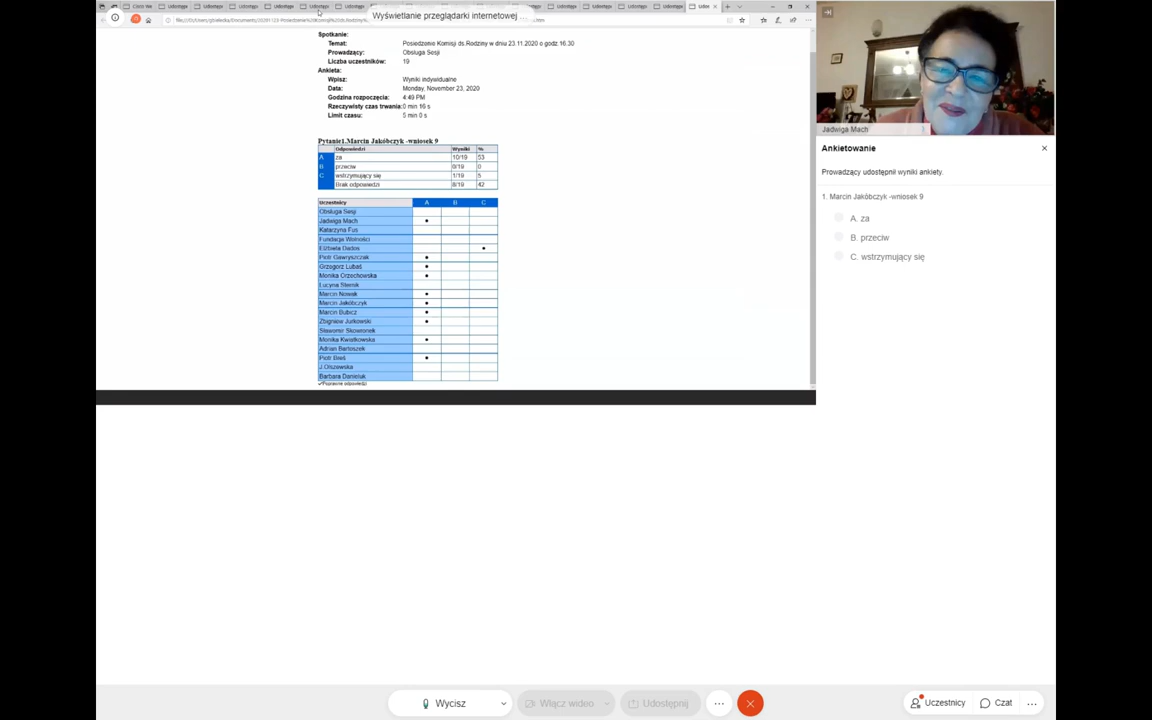 Wyświetlanie przeglądarki internetowej ...
Spotkanie:
Temat: Posiedzenie Komisji ds.Rodziny w dniu 23.11.2020 o godz.16.30
Prowadzący: Obsługa Sesji
Liczba uczestników: 19
Ankieta:
Wpisz: Wyniki indywidualne
Data: Monday, November 23, 2020
Godzina rozpoczęcia: 4:49 PM
Rzeczywisty czas trwania: 0 min 16 s
Limit czasu: 5 min 0 s
Pytanie1.Marcin Jakóbczyk -wniosek 9
Odpowiedzi Wyniki %
A za 10/19 53
B przeciw 0/19 0
C wstrzymujący się 1/19 5
Brak odpowiedzi 8/19 42
Uczestnicy A B C
Obsługa Sesji
Jadwiga Mach •
Katarzyna Fus
Fundacja Wolności
Elżbieta Dados •
Piotr Gawryszczak •
Grzegorz Lubaś •
Monika Orzechowska •
Lucyna Sternik
Marcin Nowak •
Marcin Jakóbczyk •
Marcin Bubicz •
Zbigniew Jurkowski •
Sławomir Skowronek
Monika Kwiatkowska •
Adrian Bartoszek
Piotr Breś •
J.Olszewska
Barbara Danieluk
✓Poprawne odpowiedzi
Jadwiga Mach
Ankietowanie
Prowadzący udostępnił wyniki ankiety.
1. Marcin Jakóbczyk -wniosek 9
A. za
B. przeciw
C. wstrzymujący się
Wycisz
Włącz wideo
Udostępnij
Uczestnicy
Czat